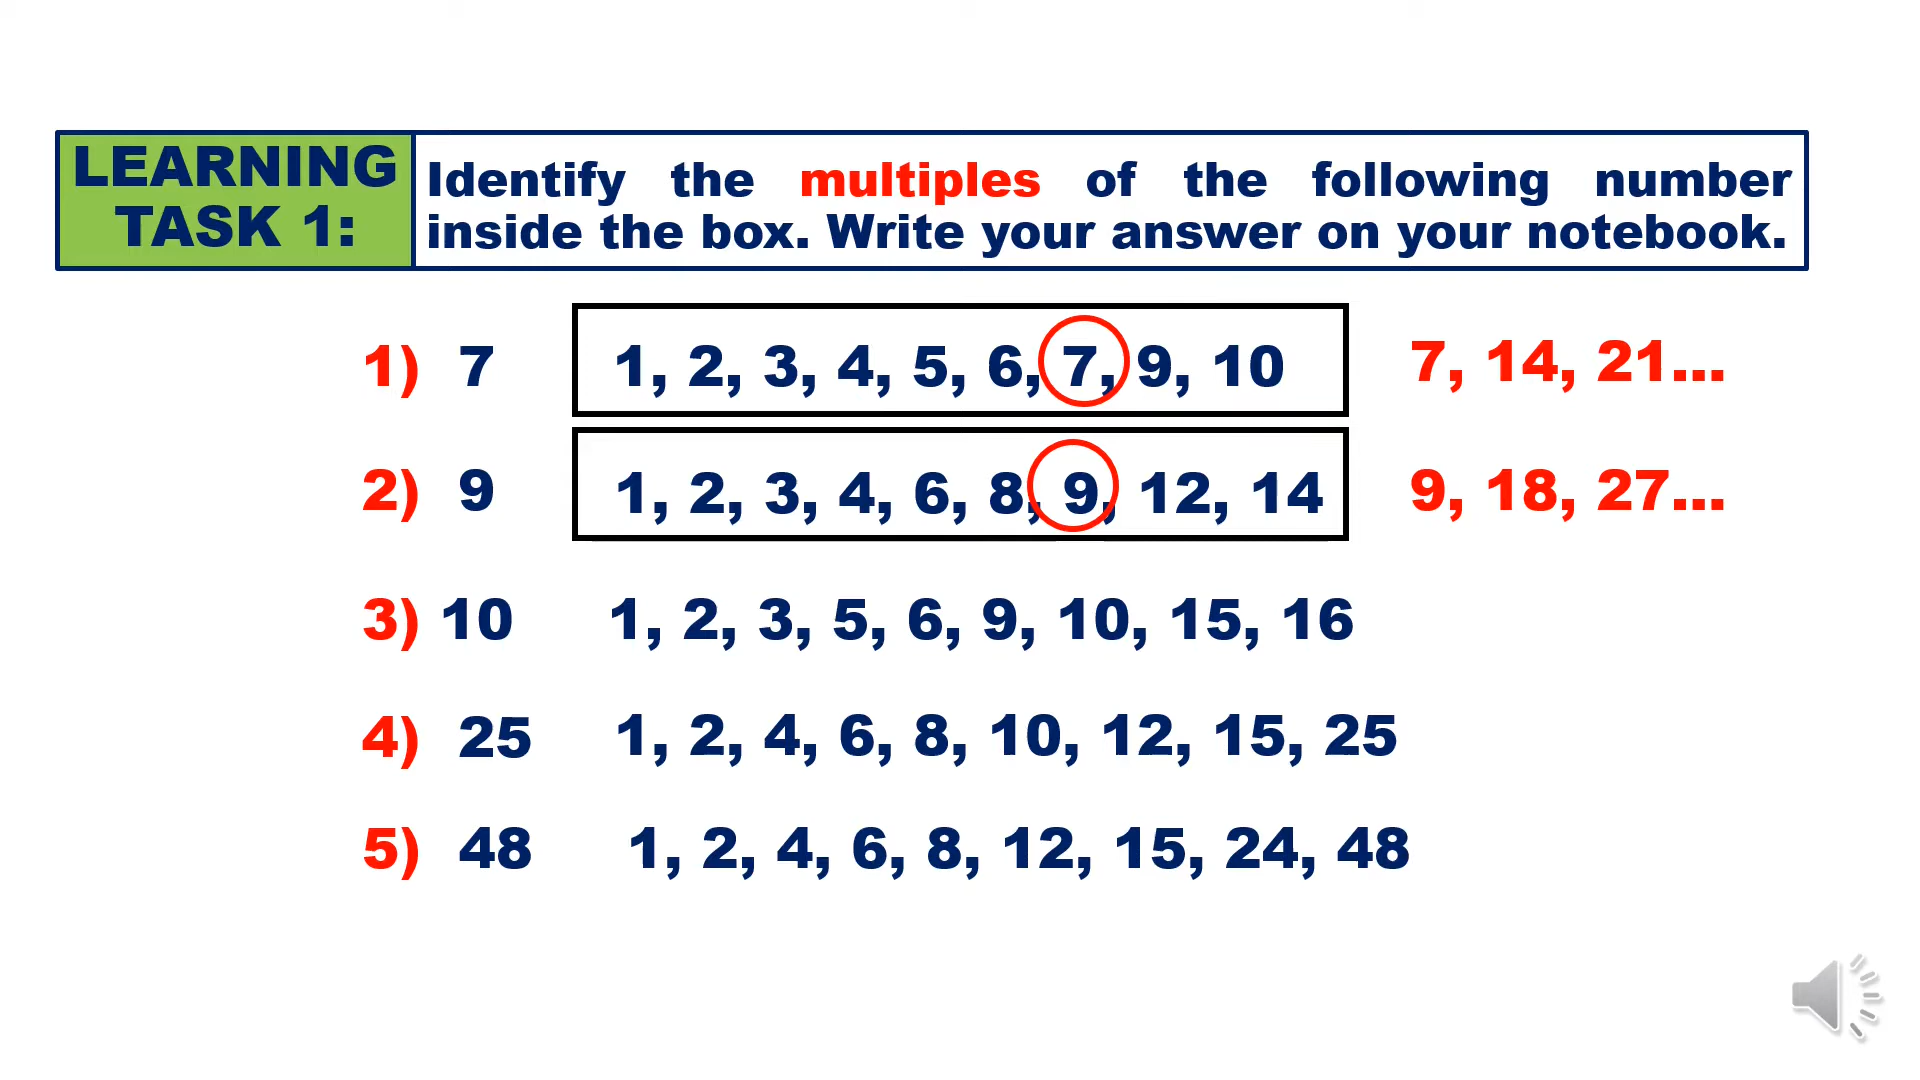 LEARNING
TASK 1:
Identify the multiples of the following number
inside the box. Write your answer on your notebook.
1) 7 1, 2, 3, 4, 5, 6, 7, 9, 10 7, 14, 21...
2) 9 1, 2, 3, 4, 6, 8, 9, 12, 14 9, 18, 27...
3) 10 1, 2, 3, 5, 6, 9, 10, 15, 16
4) 25 1, 2, 4, 6, 8, 10, 12, 15, 25
5) 48 1, 2, 4, 6, 8, 12, 15, 24, 48